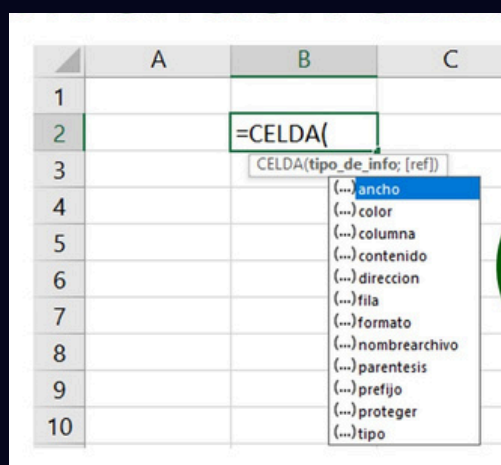 A B C
1
2 =CELDA(
3 CELDA(tipo_de_info; [ref])
(...)ancho
4 (...)color
(...)columna
5 (...)contenido
6 (...)direccion
(...)fila
7 (...)formato
8 (...)nombrearchivo
(...)parentesis
9 (...)prefijo
(...)proteger
10 (...)tipo